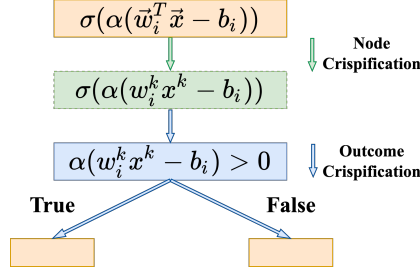 σ(α(w⃗ᵢᵀx⃗ − bᵢ))
Node
Crispification
σ(α(wᵢᵏxᵏ − bᵢ))
α(wᵢᵏxᵏ − bᵢ) > 0
Outcome
Crispification
True
False